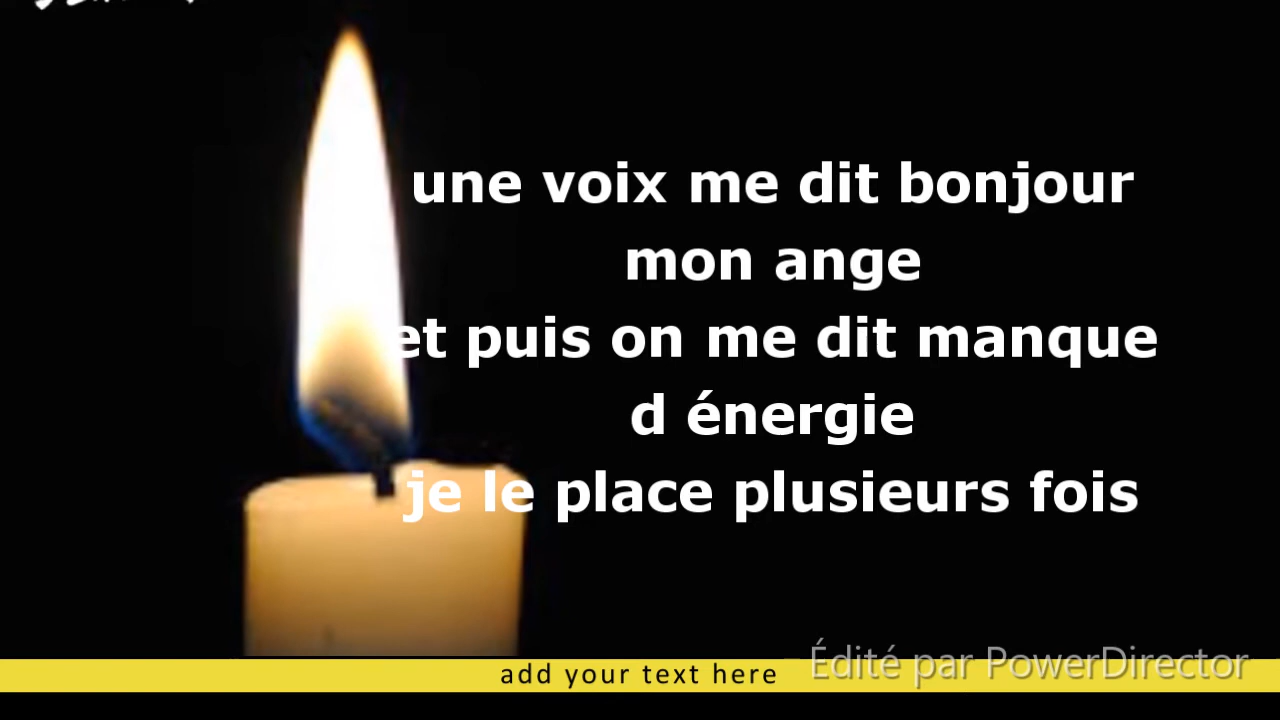 une voix me dit bonjour
mon ange
et puis on me dit manque
d énergie
je le place plusieurs fois
add your text here
Édité par PowerDirector